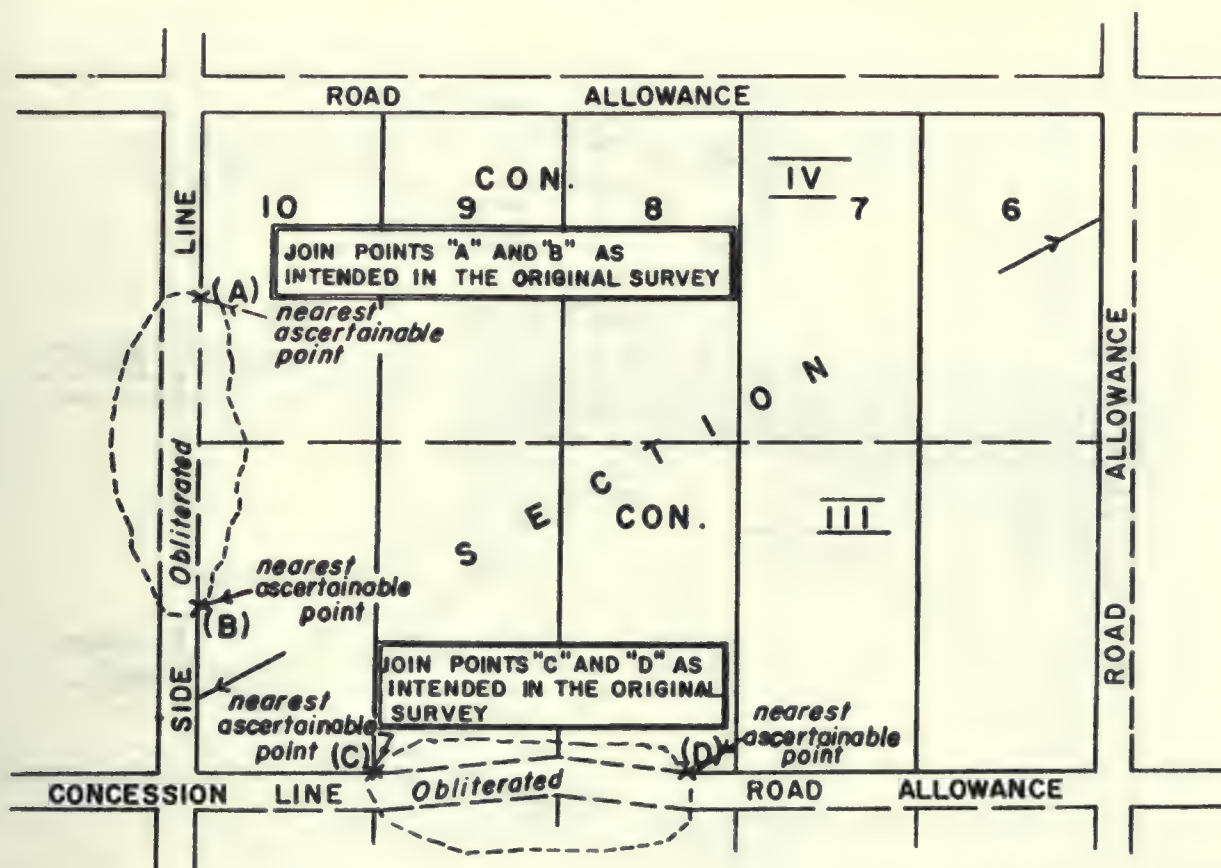 ROAD ALLOWANCE
CON.
IV
10 9 8 7 6
JOIN POINTS "A" AND "B" AS
INTENDED IN THE ORIGINAL SURVEY
LINE
(A)
nearest
ascertainable
point
SECTION
Obliterated
CON.
III
ROAD ALLOWANCE
nearest
ascertainable
point
(B)
SIDE
JOIN POINTS "C" AND "D" AS
INTENDED IN THE ORIGINAL
SURVEY
nearest
ascertainable
point (C)
nearest
ascertainable
point
(D)
Obliterated
CONCESSION LINE ROAD ALLOWANCE